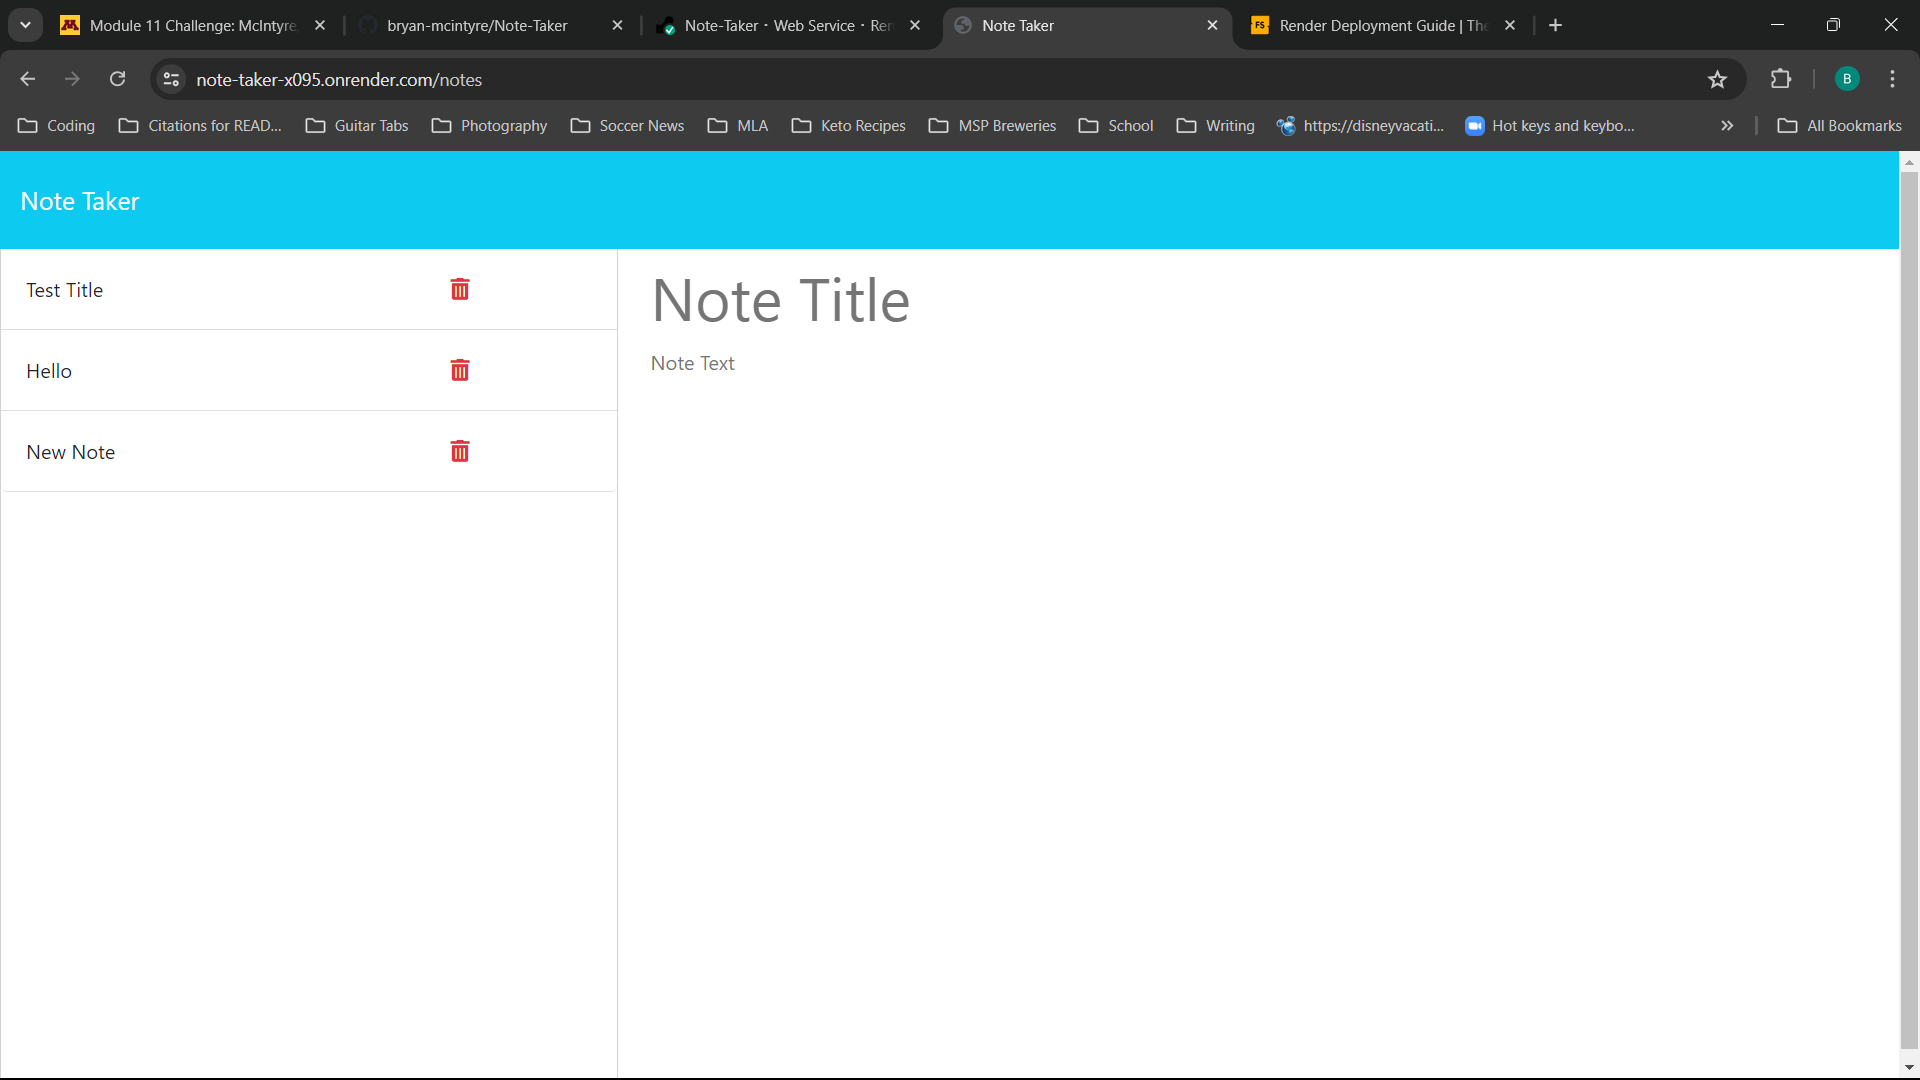 Module 11 Challenge: McIntyre,
bryan-mcintyre/Note-Taker
Note-Taker · Web Service · Ren
Note Taker
FS
Render Deployment Guide | The
note-taker-x095.onrender.com/notes
B
Coding
Citations for READ...
Guitar Tabs
Photography
Soccer News
MLA
Keto Recipes
MSP Breweries
School
Writing
https://disneyvacati...
Hot keys and keybo...
All Bookmarks
Note Taker
Test Title
Hello
New Note
Note Title
Note Text